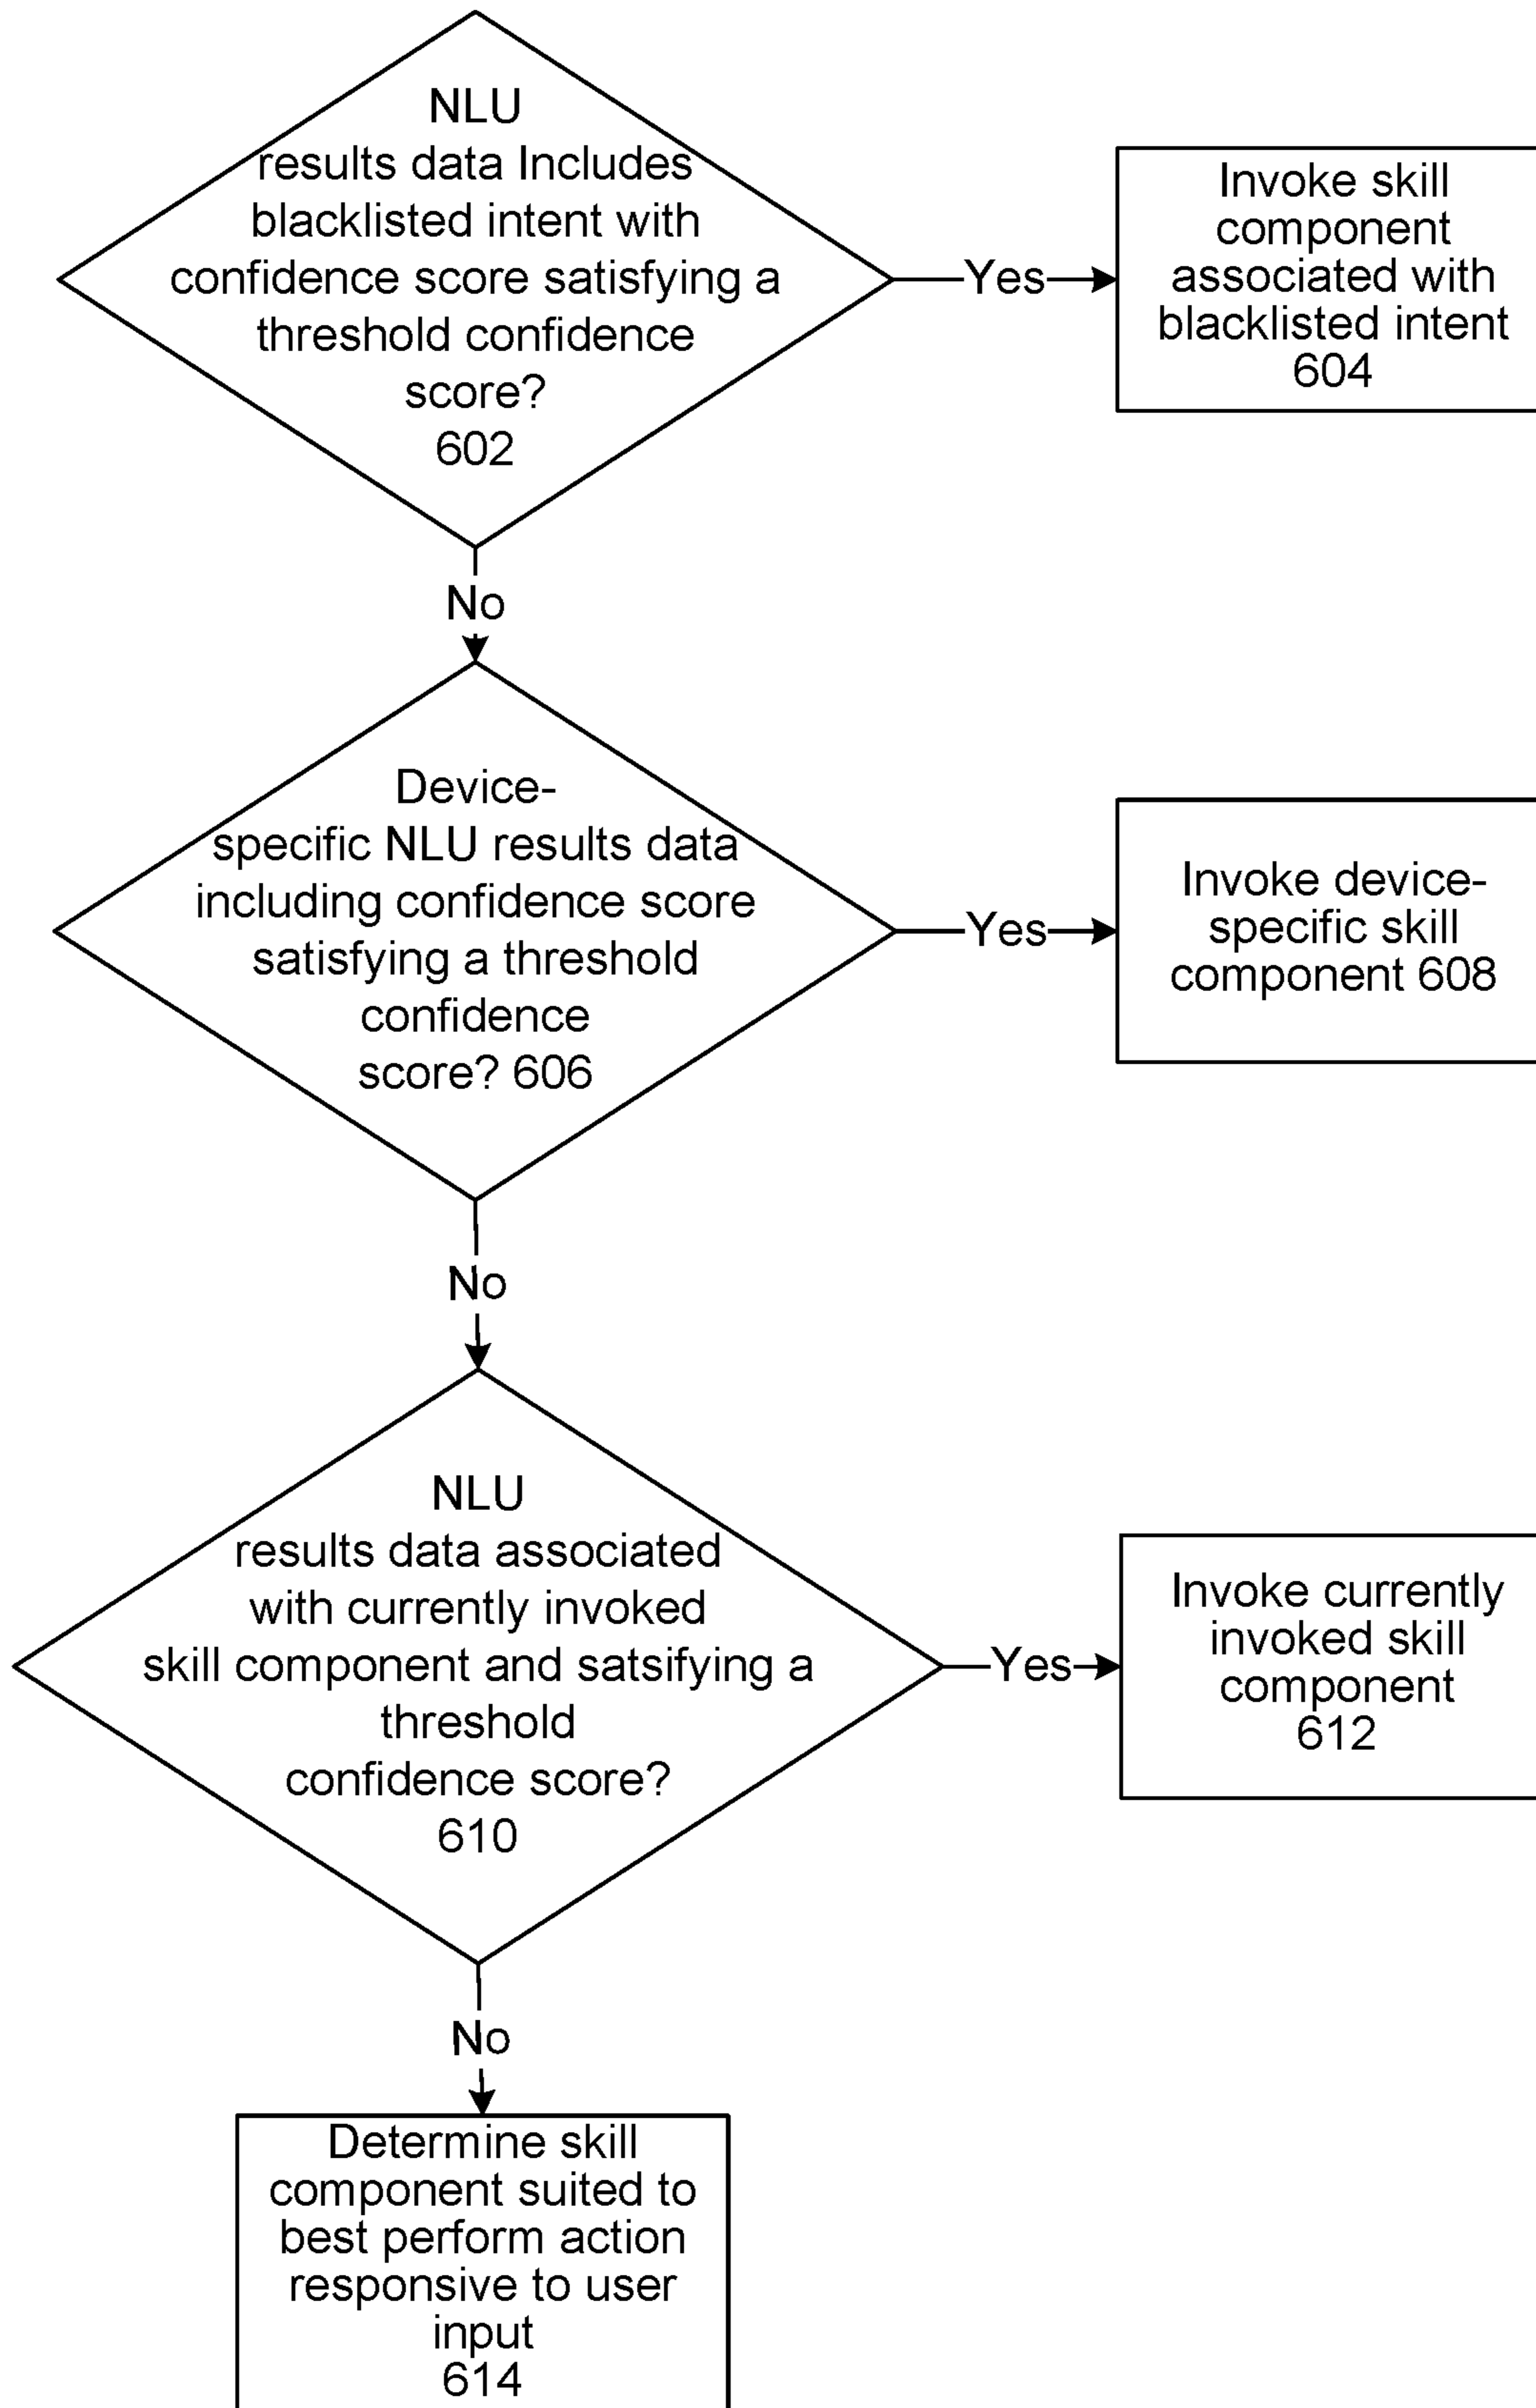 NLU
results data Includes
blacklisted intent with
confidence score satisfying a
threshold confidence
score?
602
Yes
Invoke skill
component
associated with
blacklisted intent
604
No
Device-
specific NLU results data
including confidence score
satisfying a threshold
confidence
score? 606
Yes
Invoke device-
specific skill
component 608
No
NLU
results data associated
with currently invoked
skill component and satsifying a
threshold
confidence score?
610
Yes
Invoke currently
invoked skill
component
612
No
Determine skill
component suited to
best perform action
responsive to user
input
614